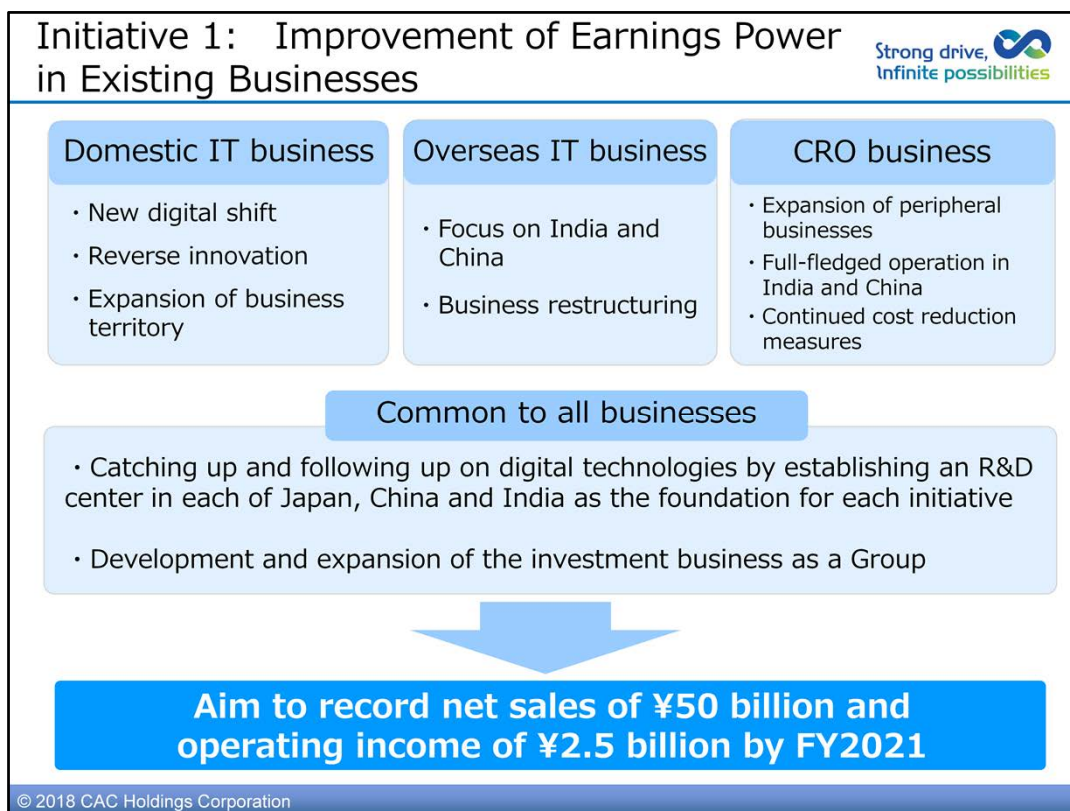 Initiative 1: Improvement of Earnings Power
in Existing Businesses
Strong drive,
Infinite possibilities
Domestic IT business
・New digital shift
・Reverse innovation
・Expansion of business
territory
Overseas IT business
・Focus on India and
China
・Business restructuring
CRO business
・Expansion of peripheral
businesses
・Full-fledged operation in
India and China
・Continued cost reduction
measures
Common to all businesses
・Catching up and following up on digital technologies by establishing an R&D
center in each of Japan, China and India as the foundation for each initiative
・Development and expansion of the investment business as a Group
Aim to record net sales of ¥50 billion and
operating income of ¥2.5 billion by FY2021
© 2018 CAC Holdings Corporation